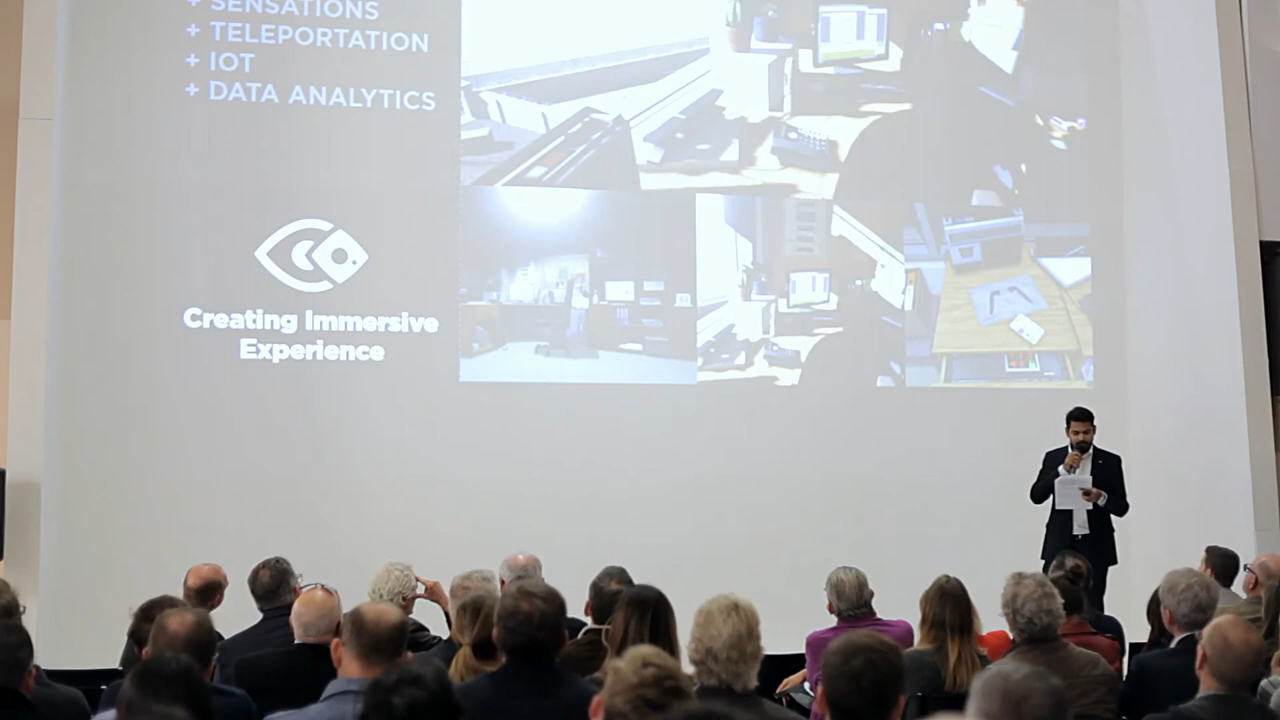 + SENSATIONS
+ TELEPORTATION
+ IOT
+ DATA ANALYTICS
Creating Immersive
Experience